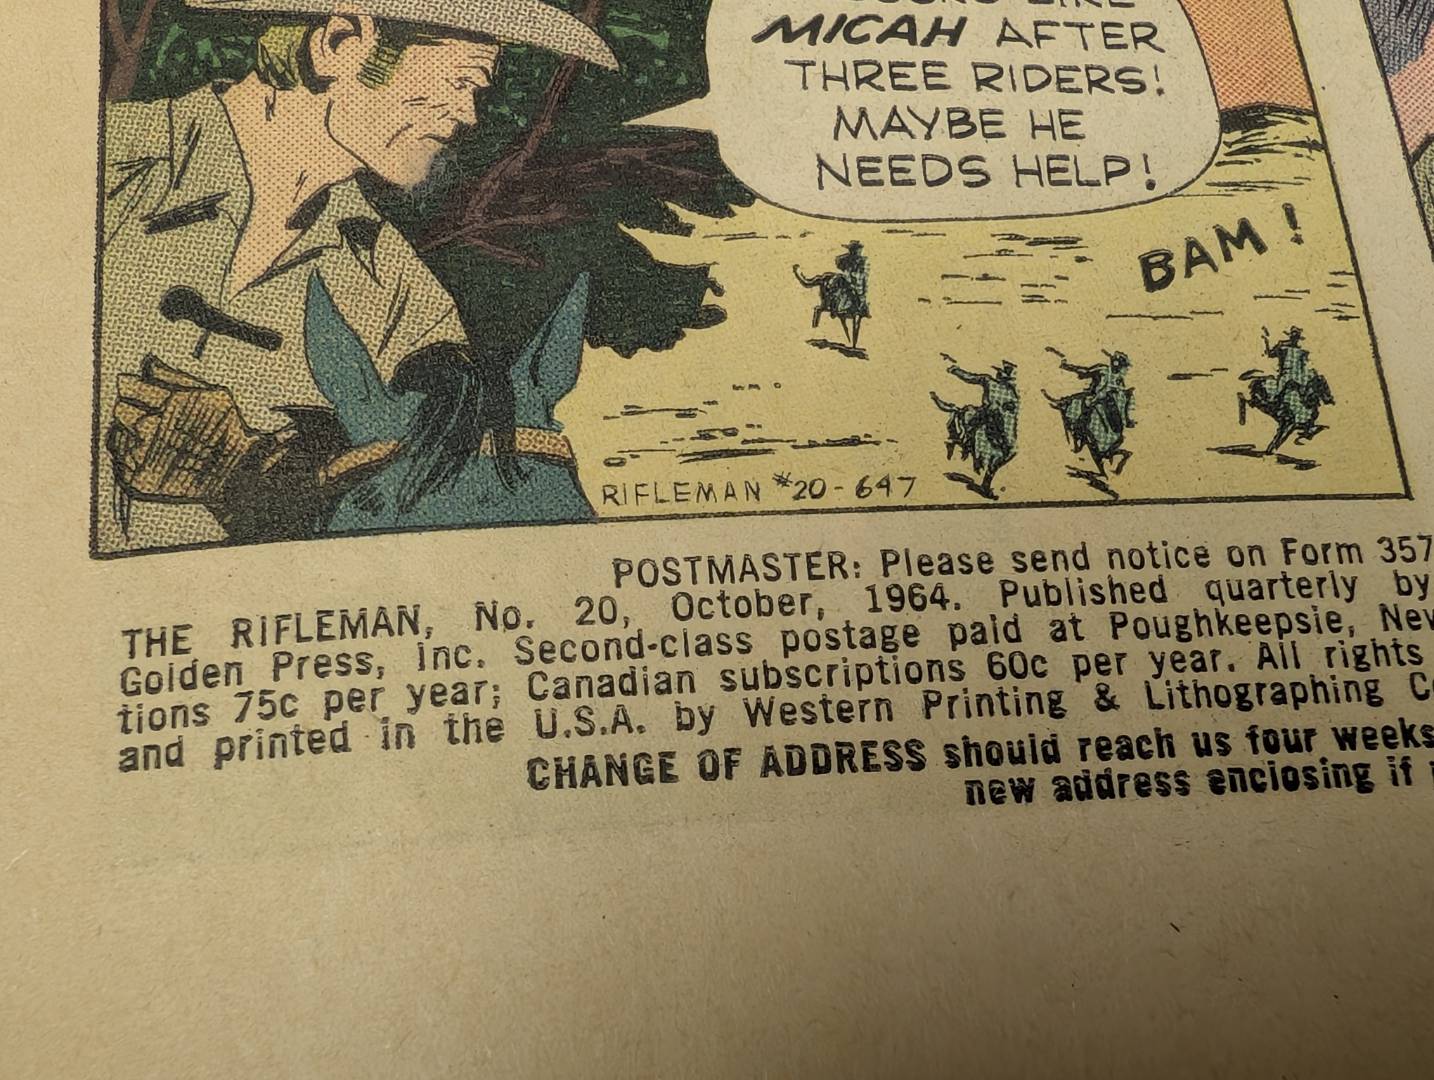 MICAH AFTER
THREE RIDERS!
MAYBE HE
NEEDS HELP!
BAM!
RIFLEMAN #20-647
POSTMASTER: Please send notice on Form 357
THE RIFLEMAN, No. 20, October, 1964. Published quarterly by
Golden Press, Inc. Second-class postage paid at Poughkeepsie, New
tions 75c per year; Canadian subscriptions 60c per year. All rights
and printed in the U.S.A. by Western Printing & Lithographing Co
CHANGE OF ADDRESS should reach us four weeks
new address enclosing if